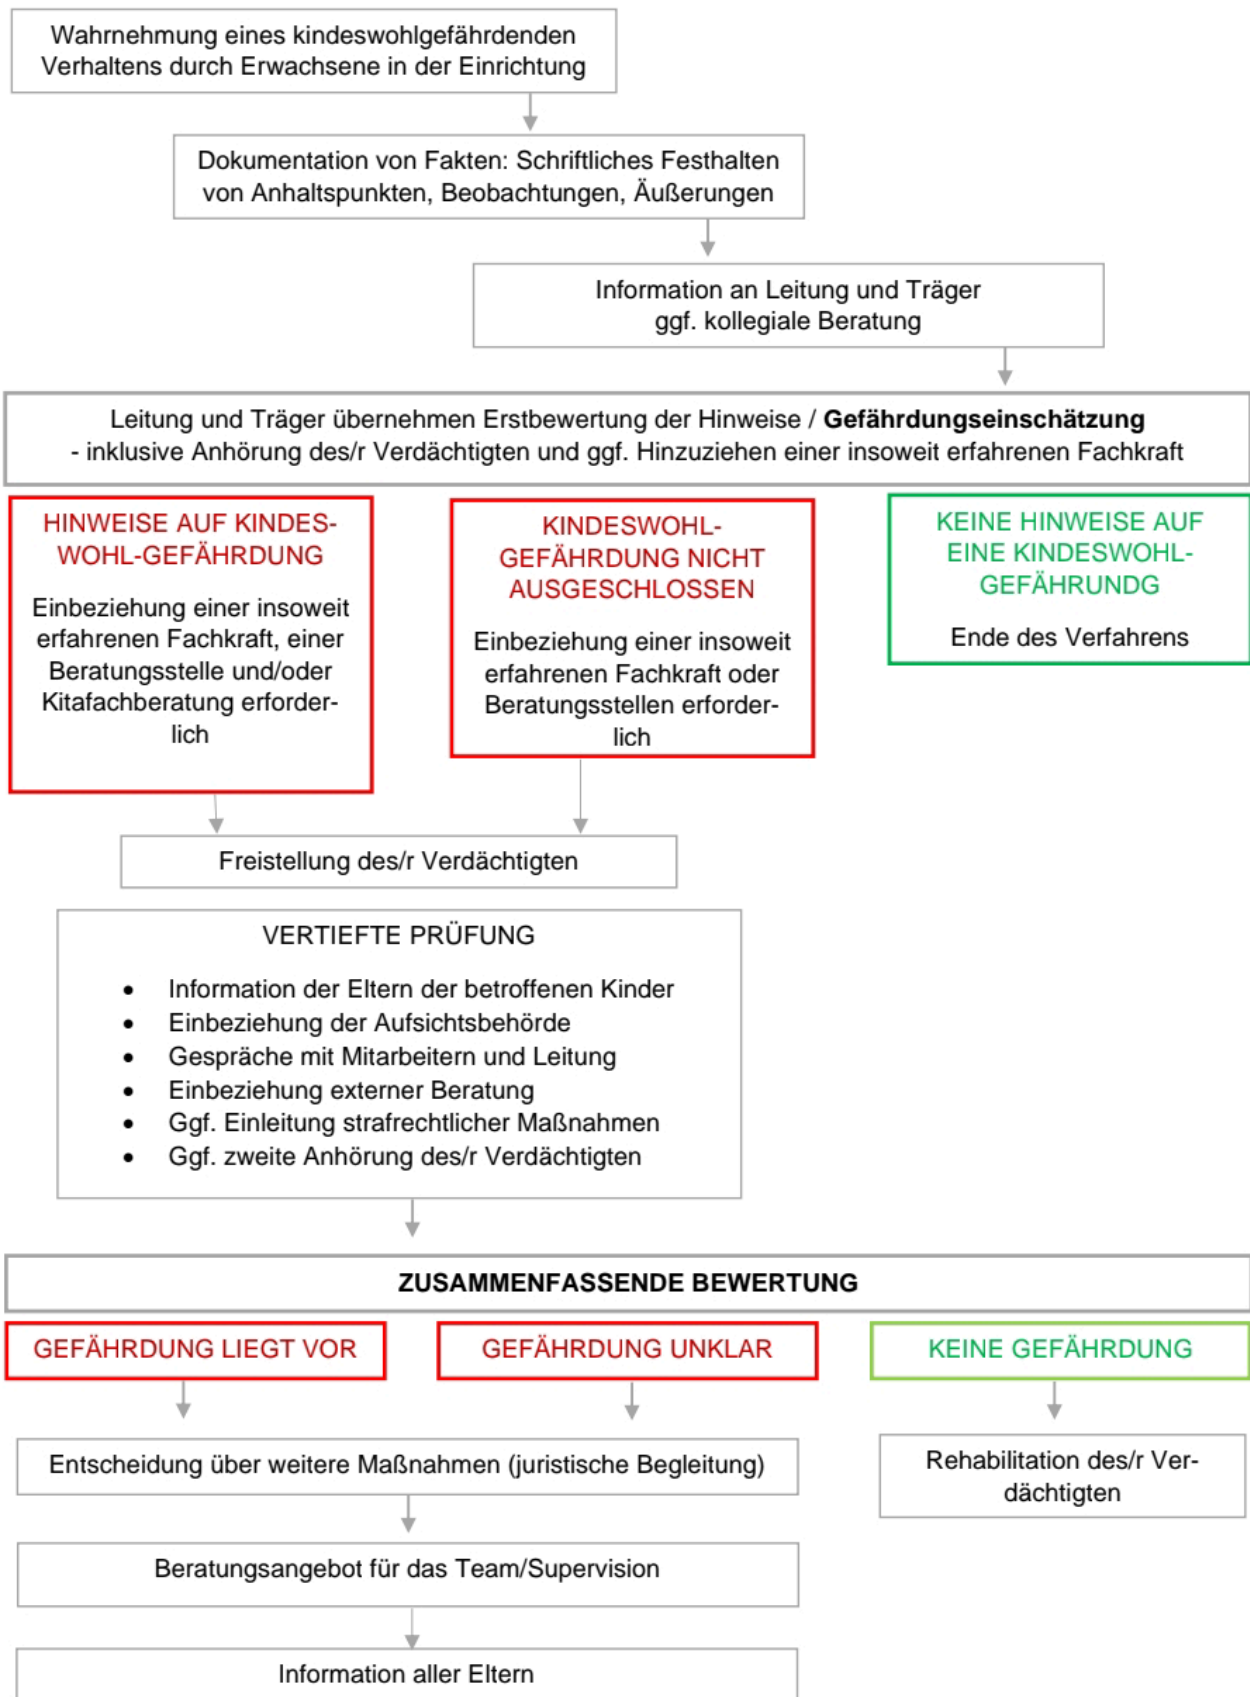 Wahrnehmung eines kindeswohlgefährdenden
Verhaltens durch Erwachsene in der Einrichtung
Dokumentation von Fakten: Schriftliches Festhalten
von Anhaltspunkten, Beobachtungen, Äußerungen
Information an Leitung und Träger
ggf. kollegiale Beratung
Leitung und Träger übernehmen Erstbewertung der Hinweise / Gefährdungseinschätzung
- inklusive Anhörung des/r Verdächtigten und ggf. Hinzuziehen einer insoweit erfahrenen Fachkraft
HINWEISE AUF KINDES-
WOHL-GEFÄHRDUNG
Einbeziehung einer insoweit
erfahrenen Fachkraft, einer
Beratungsstelle und/oder
Kitafachberatung erforder-
lich
KINDESWOHL-
GEFÄHRDUNG NICHT
AUSGESCHLOSSEN
Einbeziehung einer insoweit
erfahrenen Fachkraft oder
Beratungsstellen erforder-
lich
KEINE HINWEISE AUF
EINE KINDESWOHL-
GEFÄHRUNDG
Ende des Verfahrens
Freistellung des/r Verdächtigten
VERTIEFTE PRÜFUNG
• Information der Eltern der betroffenen Kinder
• Einbeziehung der Aufsichtsbehörde
• Gespräche mit Mitarbeitern und Leitung
• Einbeziehung externer Beratung
• Ggf. Einleitung strafrechtlicher Maßnahmen
• Ggf. zweite Anhörung des/r Verdächtigten
ZUSAMMENFASSENDE BEWERTUNG
GEFÄHRDUNG LIEGT VOR
GEFÄHRDUNG UNKLAR
KEINE GEFÄHRDUNG
Entscheidung über weitere Maßnahmen (juristische Begleitung)
Rehabilitation des/r Ver-
dächtigten
Beratungsangebot für das Team/Supervision
Information aller Eltern